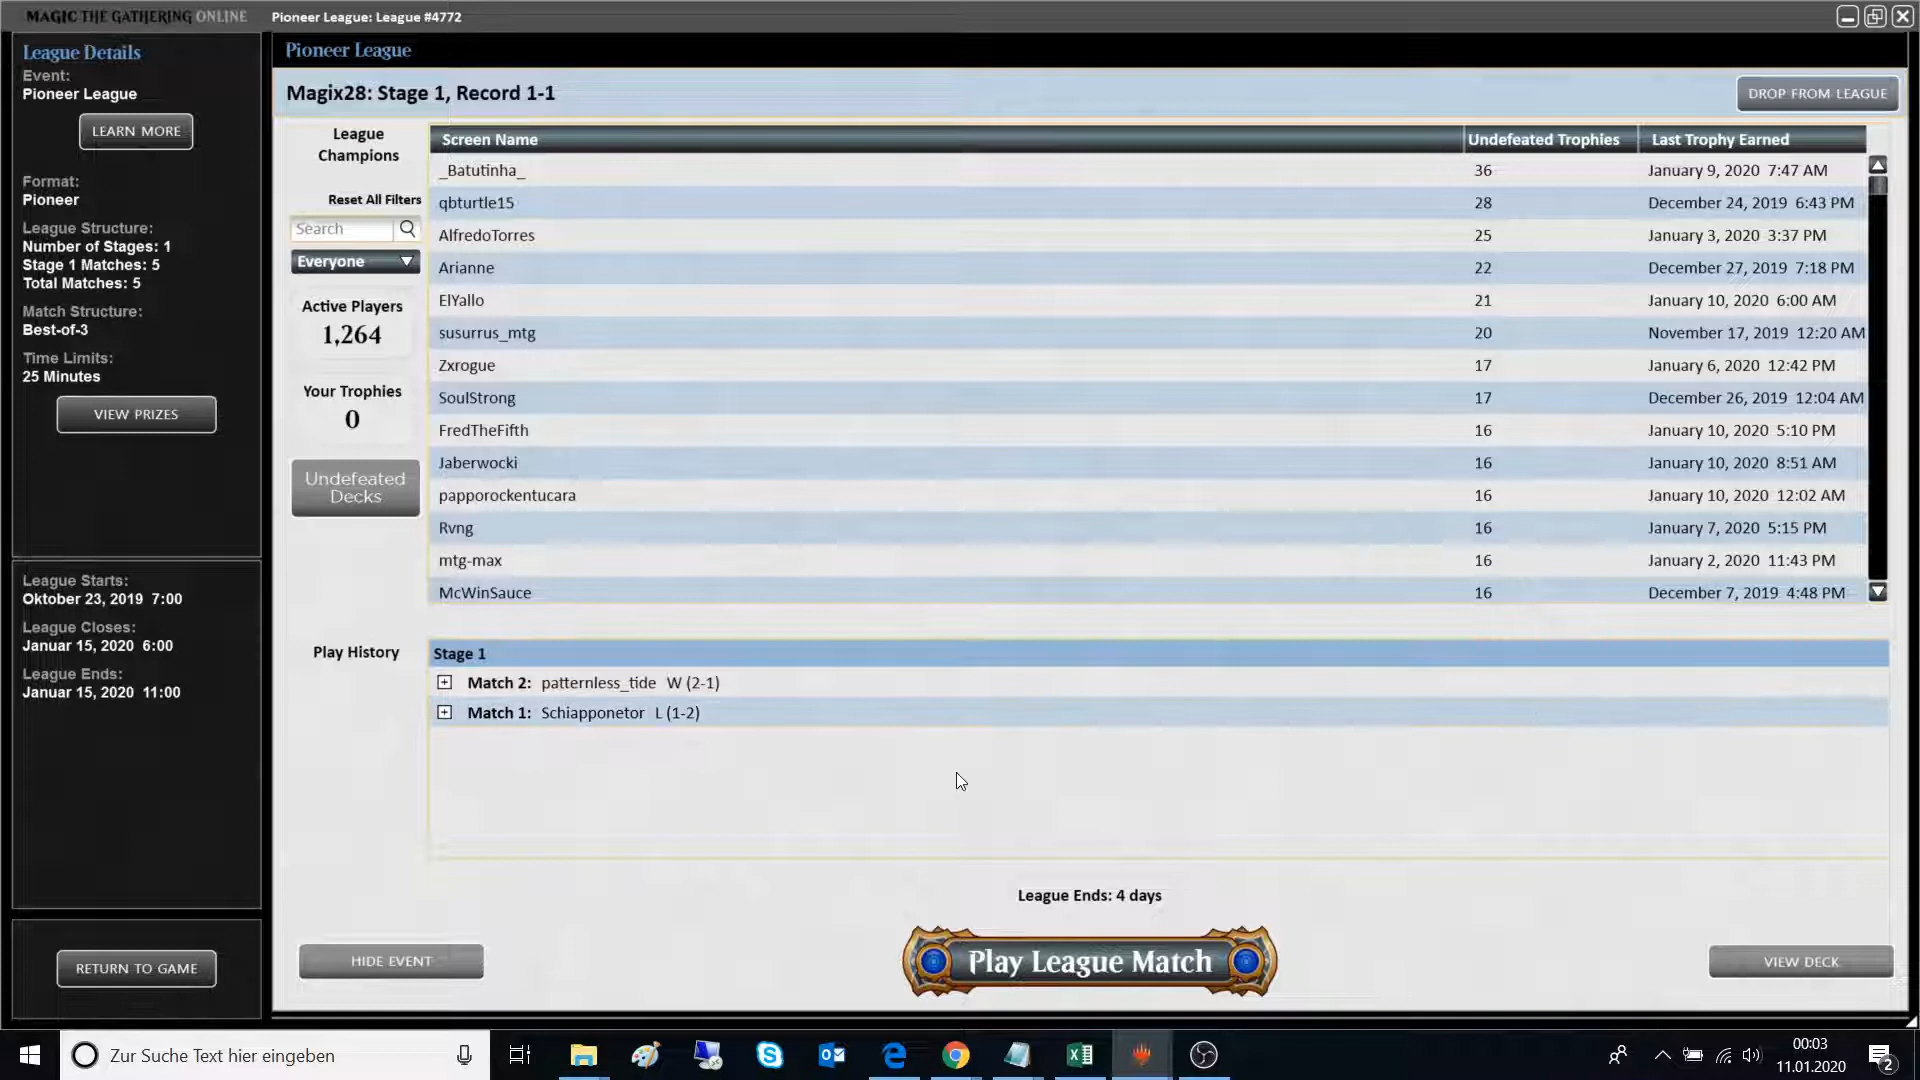 MAGIC THE GATHERING ONLINE
Pioneer League: League #4772
League Details
Event:
Pioneer League
LEARN MORE
Format:
Pioneer
League Structure:
Number of Stages: 1
Stage 1 Matches: 5
Total Matches: 5
Match Structure:
Best-of-3
Time Limits:
25 Minutes
VIEW PRIZES
League Starts:
Oktober 23, 2019 7:00
League Closes:
Januar 15, 2020 6:00
League Ends:
Januar 15, 2020 11:00
RETURN TO GAME
Pioneer League
Magix28: Stage 1, Record 1-1
DROP FROM LEAGUE
League
Champions
Reset All Filters
Search
Everyone
Active Players
1,264
Your Trophies
0
Undefeated
Decks
Screen Name Undefeated Trophies Last Trophy Earned
_Batutinha_ 36 January 9, 2020 7:47 AM
qbturtle15 28 December 24, 2019 6:43 PM
AlfredoTorres 25 January 3, 2020 3:37 PM
Arianne 22 December 27, 2019 7:18 PM
ElYallo 21 January 10, 2020 6:00 AM
susurrus_mtg 20 November 17, 2019 12:20 AM
Zxrogue 17 January 6, 2020 12:42 PM
SoulStrong 17 December 26, 2019 12:04 AM
FredTheFifth 16 January 10, 2020 5:10 PM
Jaberwocki 16 January 10, 2020 8:51 AM
papporockentucara 16 January 10, 2020 12:02 AM
Rvng 16 January 7, 2020 5:15 PM
mtg-max 16 January 2, 2020 11:43 PM
McWinSauce 16 December 7, 2019 4:48 PM
Play History
Stage 1
Match 2: patternless_tide W (2-1)
Match 1: Schiapponetor L (1-2)
League Ends: 4 days
HIDE EVENT
Play League Match
VIEW DECK
Zur Suche Text hier eingeben
00:03
11.01.2020
2